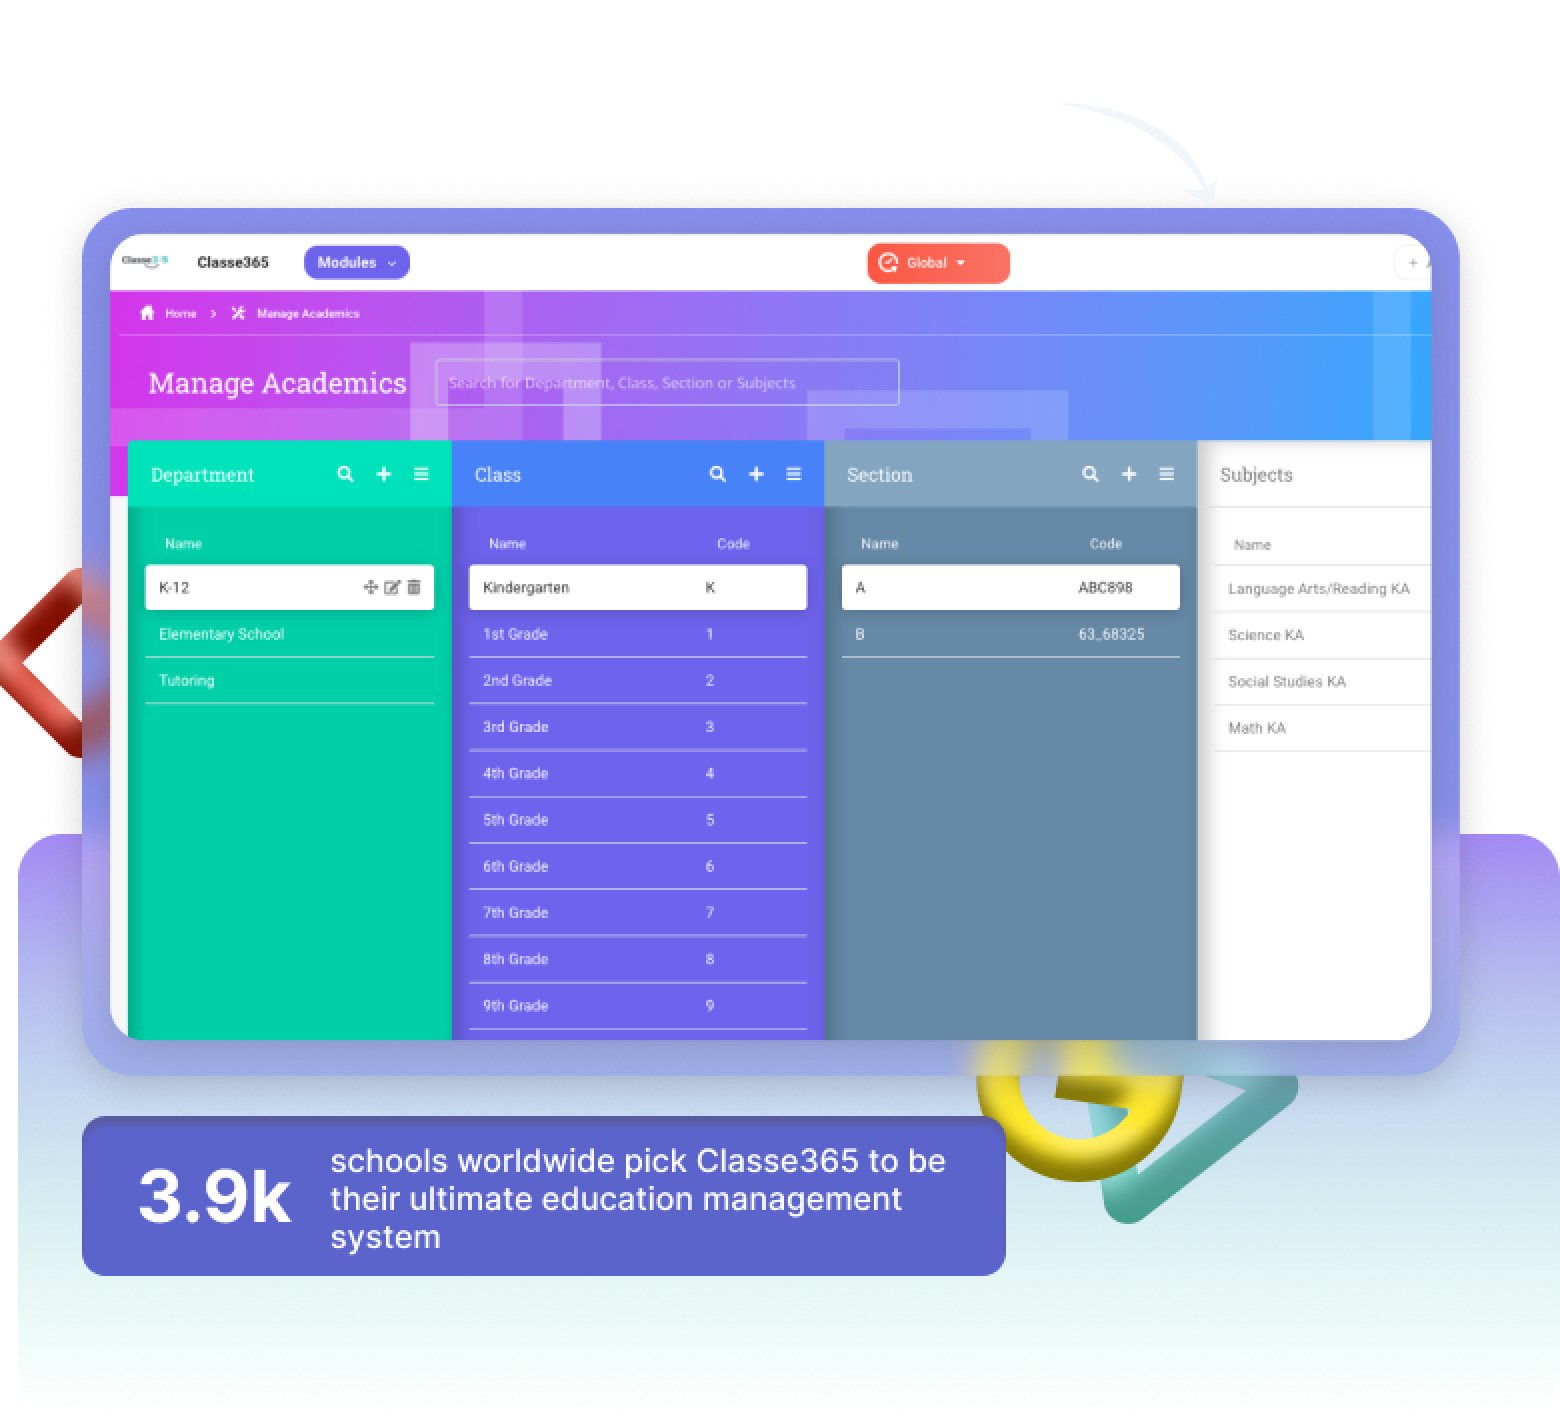 Classe365
Classe365
Modules
Global
+
Home > Manage Academics
Manage Academics
Search for Department, Class, Section or Subjects
Department
Class
Section
Subjects
Name
Name
Code
Name
Code
Name
K-12
Kindergarten
K
A
ABC898
Language Arts/Reading KA
Elementary School
1st Grade
1
B
63_68325
Science KA
Tutoring
2nd Grade
2
Social Studies KA
3rd Grade
3
Math KA
4th Grade
4
5th Grade
5
6th Grade
6
7th Grade
7
8th Grade
8
9th Grade
9
3.9k
schools worldwide pick Classe365 to be
their ultimate education management
system